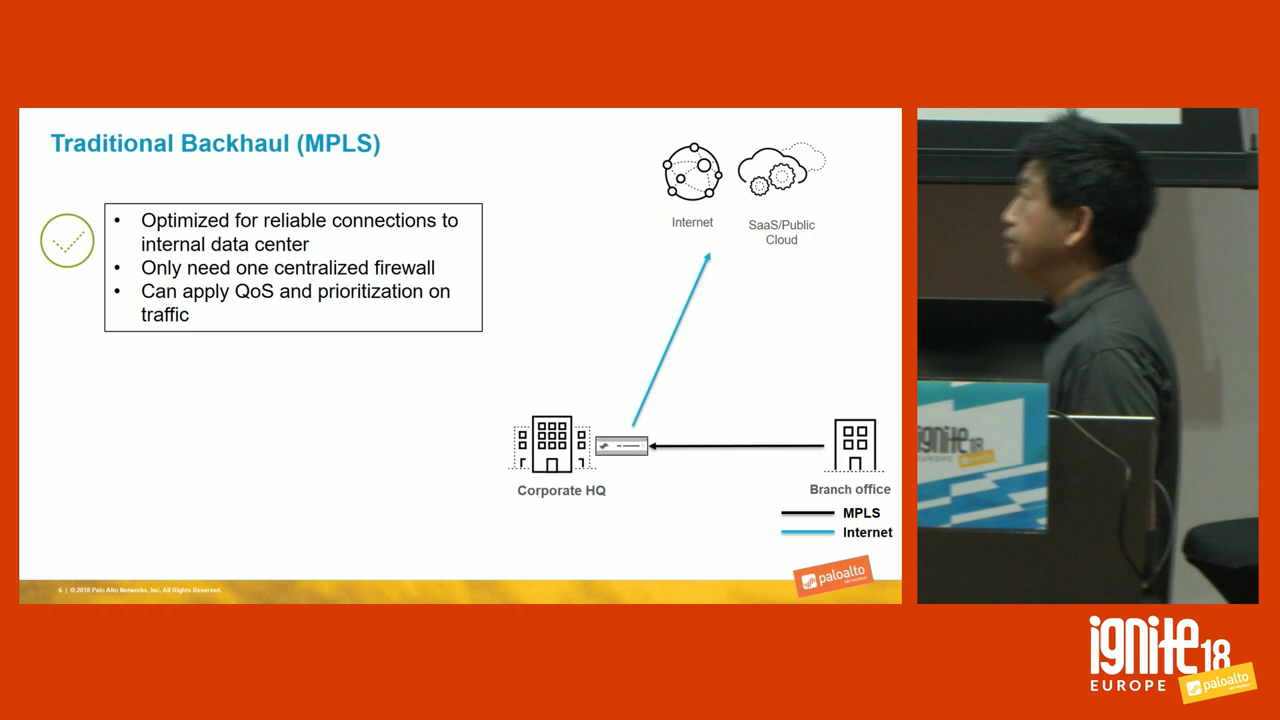 Traditional Backhaul (MPLS)
• Optimized for reliable connections to
internal data center
• Only need one centralized firewall
• Can apply QoS and prioritization on
traffic
Internet
SaaS/Public
Cloud
Corporate HQ
Branch office
MPLS
Internet
6 | © 2018 Palo Alto Networks, Inc. All Rights Reserved.
paloalto
ignite18
EUROPE
ignite18
EUROPE
paloalto